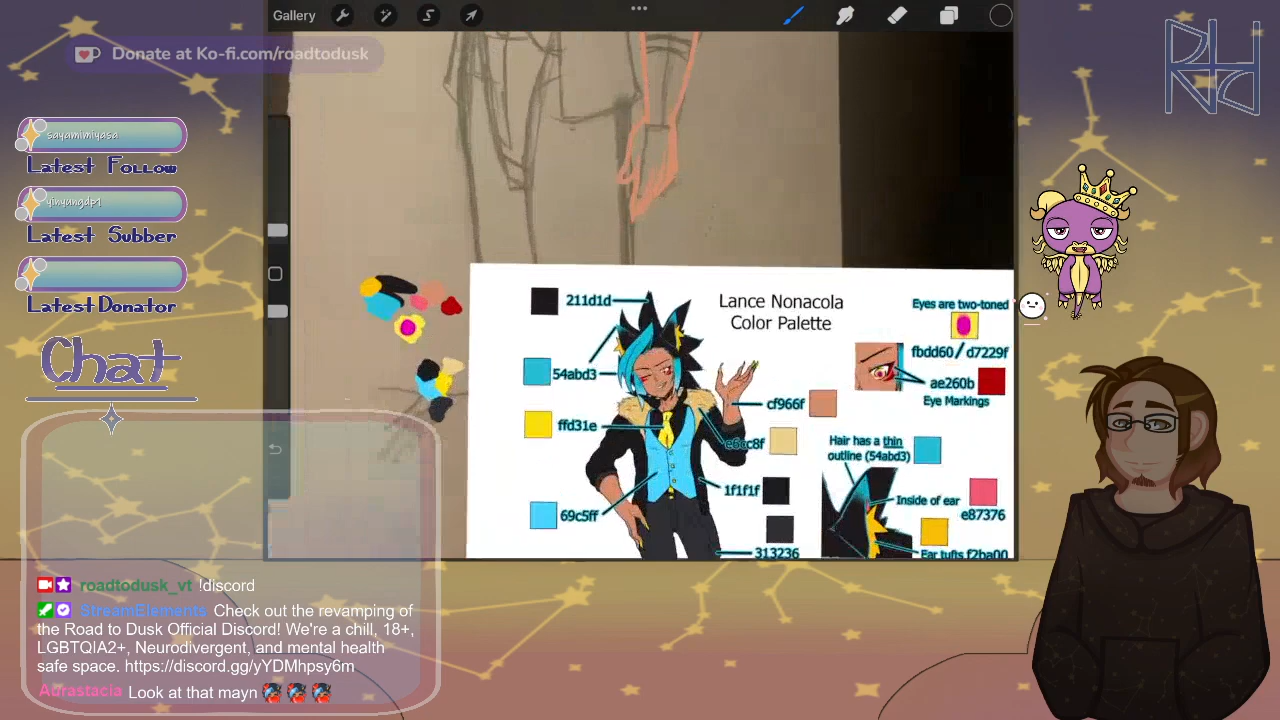 Gallery
Donate at Ko-fi.com/roadtodusk
sayamimiyasa
Latest Follow
yinyangdp1
Latest Subber
Latest Donator
Chat
roadtodusk_vt !discord
StreamElements Check out the revamping of
the Road to Dusk Official Discord! We're a chill, 18+,
LGBTQIA2+, Neurodivergent, and mental health
safe space. https://discord.gg/yYDMhpsy6m
Aurastacia Look at that mayn
Lance Nonacola
Color Palette
211d1d
54abd3
ffd31e
69c5ff
cf966f
e6cc8f
1f1f1f
313236
Eyes are two-toned
fbdd60 / d7229f
ae260b
Eye Markings
Hair has a thin
outline (54abd3)
Inside of ear
e87376
Ear tufts f2ba00